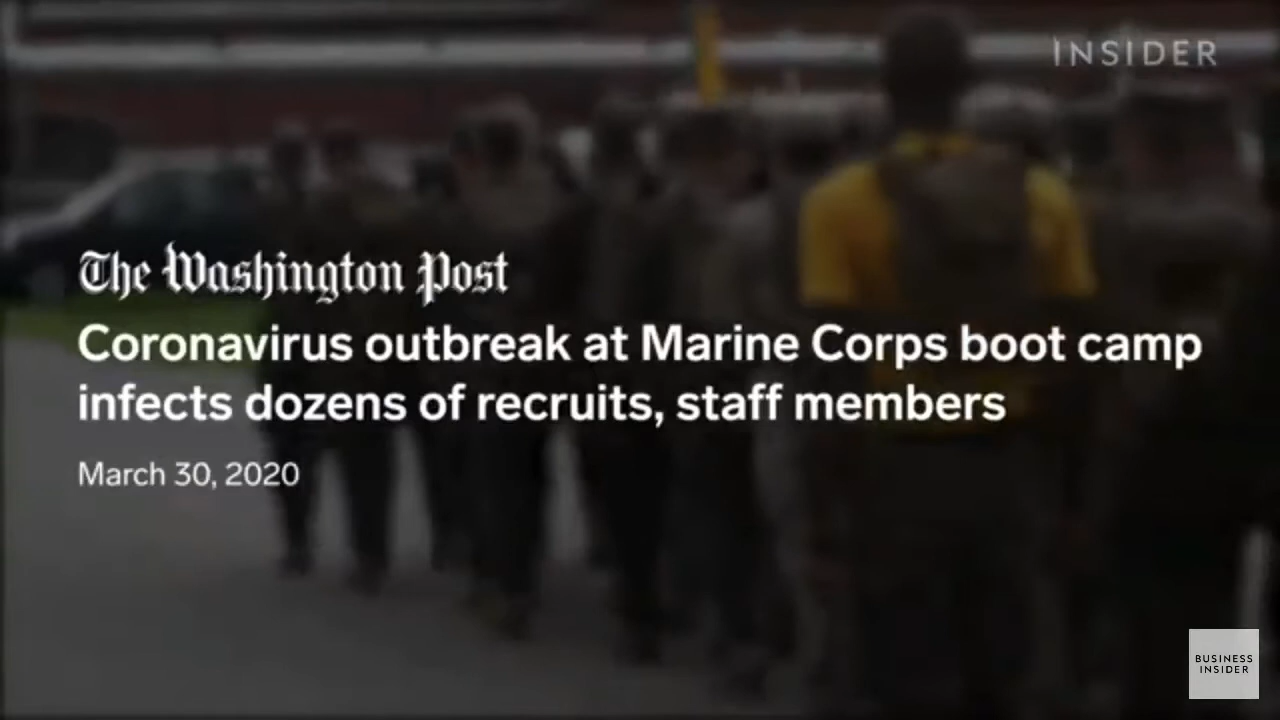 INSIDER
The Washington Post
Coronavirus outbreak at Marine Corps boot camp
infects dozens of recruits, staff members
March 30, 2020
BUSINESS
INSIDER